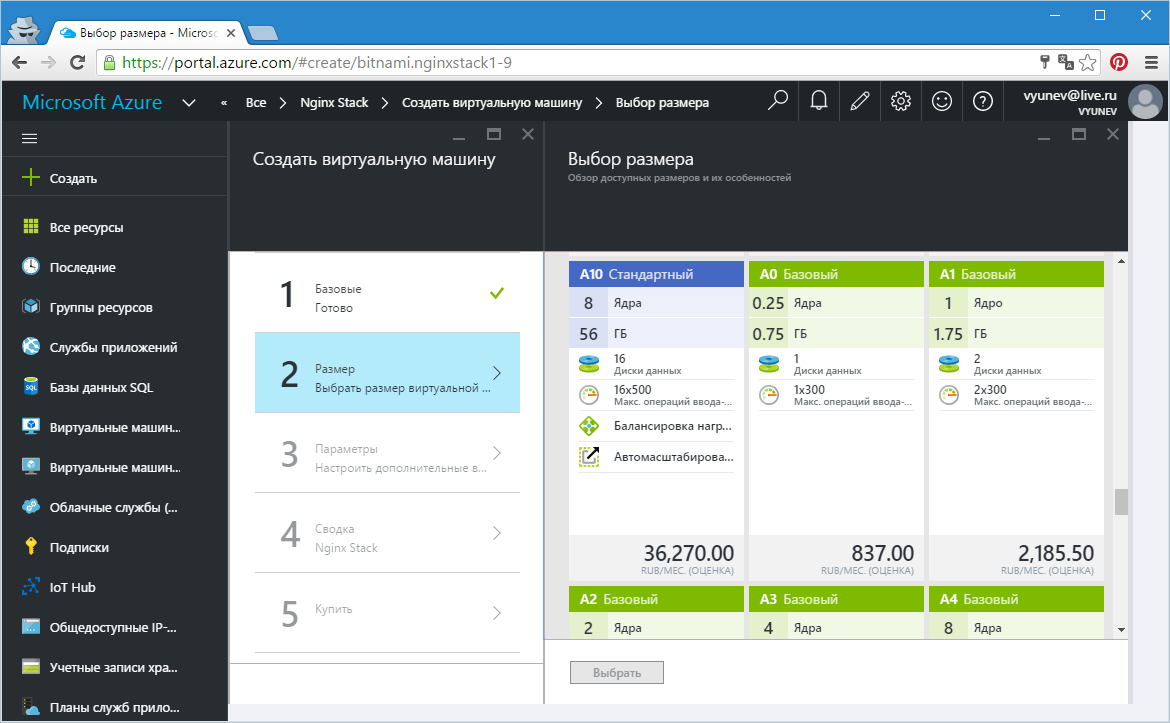 Выбор размера - Microsc
https://portal.azure.com/#create/bitnami.nginxstack1-9
Microsoft Azure
« Все > Nginx Stack > Создать виртуальную машину > Выбор размера
vyunev@live.ru
VYUNEV
Создать
Все ресурсы
Последние
Группы ресурсов
Службы приложений
Базы данных SQL
Виртуальные машин...
Виртуальные машин...
Облачные службы (...
Подписки
IoT Hub
Общедоступные IP-...
Учетные записи хра...
Планы служб прило...
Создать виртуальную машину
1
Базовые
Готово
2
Размер
Выбрать размер виртуальной ...
3
Параметры
Настроить дополнительные в...
4
Сводка
Nginx Stack
5
Купить
Выбор размера
Обзор доступных размеров и их особенностей
A10 Стандартный
8 Ядра
56 ГБ
16
Диски данных
16x500
Макс. операций ввода-...
Балансировка нагр...
Автомасштабирова...
36,270.00
RUB/МЕС. (ОЦЕНКА)
A0 Базовый
0.25 Ядра
0.75 ГБ
1
Диски данных
1x300
Макс. операций ввода-...
837.00
RUB/МЕС. (ОЦЕНКА)
A1 Базовый
1 Ядро
1.75 ГБ
2
Диски данных
2x300
Макс. операций ввода-...
2,185.50
RUB/МЕС. (ОЦЕНКА)
A2 Базовый
2 Ядра
A3 Базовый
4 Ядра
A4 Базовый
8 Ядра
Выбрать